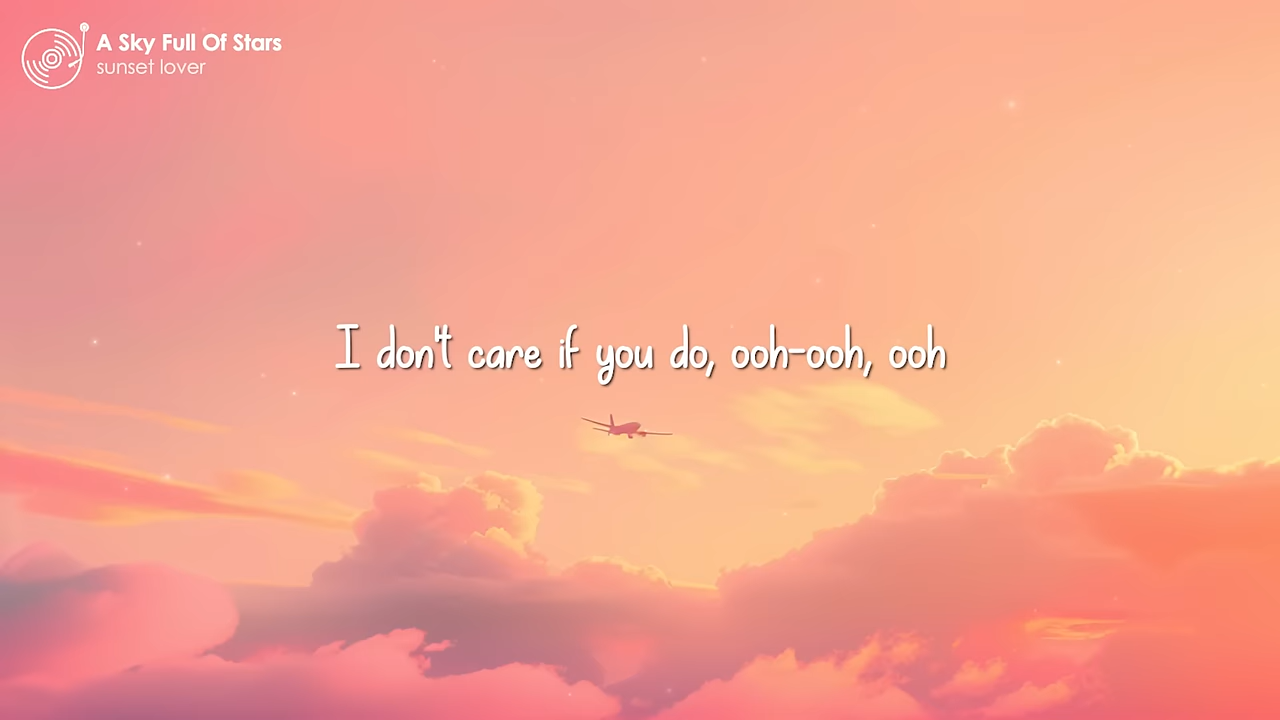 A Sky Full Of Stars
sunset lover
I don't care if you do, ooh-ooh, ooh